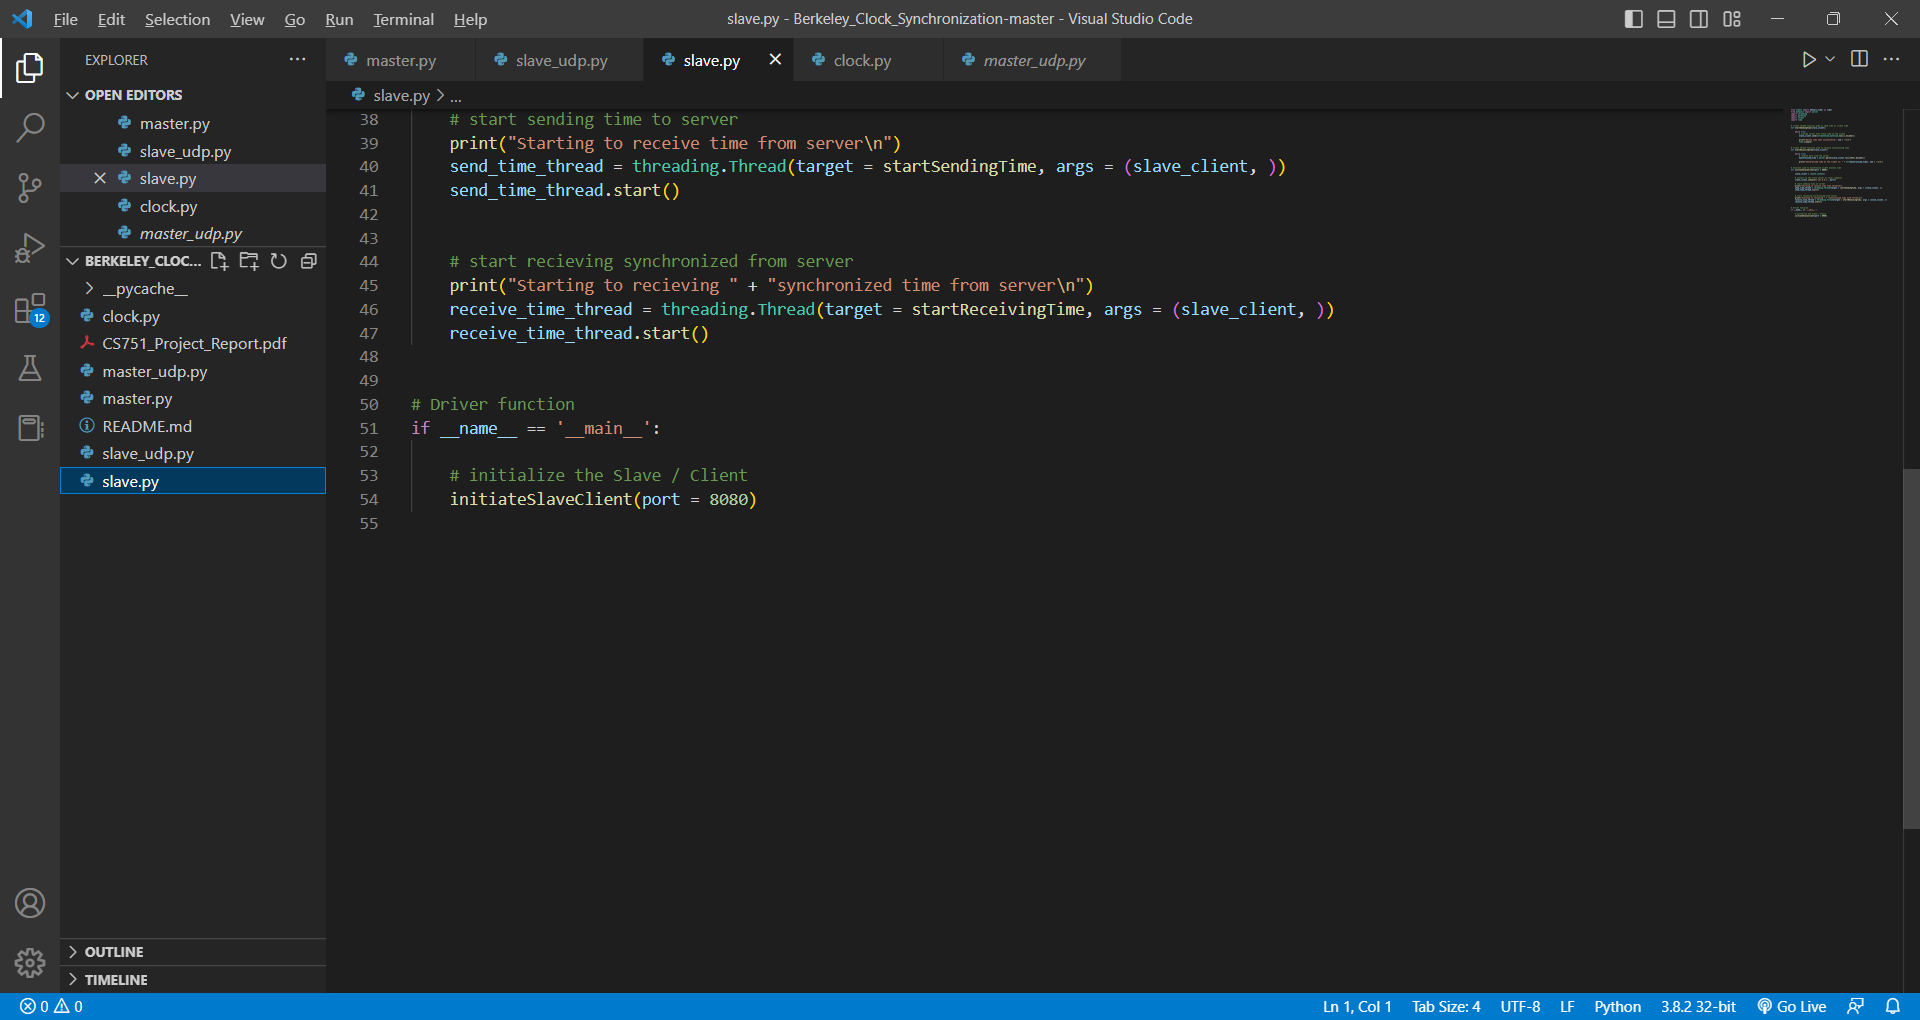 File Edit Selection View Go Run Terminal Help
slave.py - Berkeley_Clock_Synchronization-master - Visual Studio Code
EXPLORER
OPEN EDITORS
master.py
slave_udp.py
slave.py
clock.py
master_udp.py
BERKELEY_CLOC...
__pycache__
clock.py
CS751_Project_Report.pdf
master_udp.py
master.py
README.md
slave_udp.py
slave.py
OUTLINE
TIMELINE
12
master.py slave_udp.py slave.py clock.py master_udp.py
slave.py > ...
38 # start sending time to server
39 print("Starting to receive time from server\n")
40 send_time_thread = threading.Thread(target = startSendingTime, args = (slave_client, ))
41 send_time_thread.start()
42
43
44 # start recieving synchronized from server
45 print("Starting to recieving " + "synchronized time from server\n")
46 receive_time_thread = threading.Thread(target = startReceivingTime, args = (slave_client, ))
47 receive_time_thread.start()
48
49
50 # Driver function
51 if __name__ == '__main__':
52
53 # initialize the Slave / Client
54 initiateSlaveClient(port = 8080)
55
0 0 Ln 1, Col 1 Tab Size: 4 UTF-8 LF Python 3.8.2 32-bit Go Live